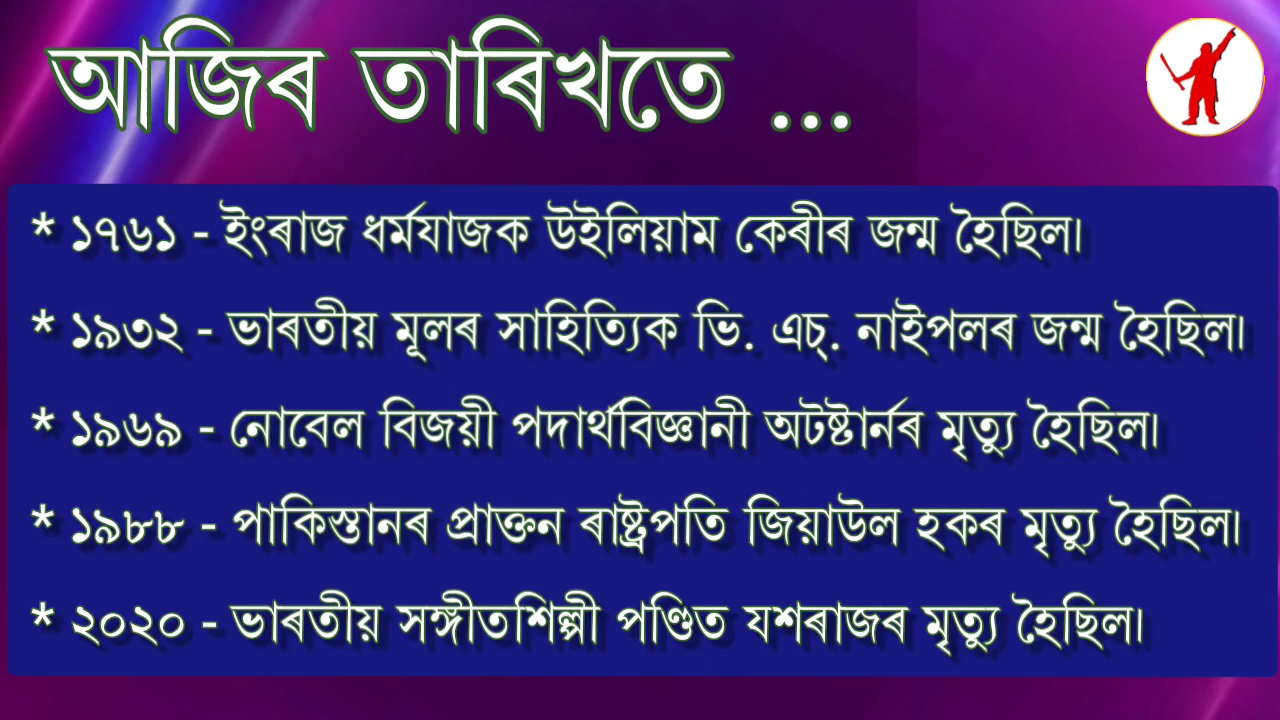 আজিৰ তাৰিখতে ...
* ১৭৬১ - ইংৰাজ ধৰ্মযাজক উইলিয়াম কেৰীৰ জন্ম হৈছিল।
* ১৯৩২ - ভাৰতীয় মূলৰ সাহিত্যিক ভি. এচ্. নাইপলৰ জন্ম হৈছিল।
* ১৯৬৯ - নোবেল বিজয়ী পদাৰ্থবিজ্ঞানী অটষ্টাৰ্নৰ মৃত্যু হৈছিল।
* ১৯৮৮ - পাকিস্তানৰ প্ৰাক্তন ৰাষ্ট্ৰপতি জিয়াউল হকৰ মৃত্যু হৈছিল।
* ২০২০ - ভাৰতীয় সঙ্গীতশিল্পী পণ্ডিত যশৰাজৰ মৃত্যু হৈছিল।